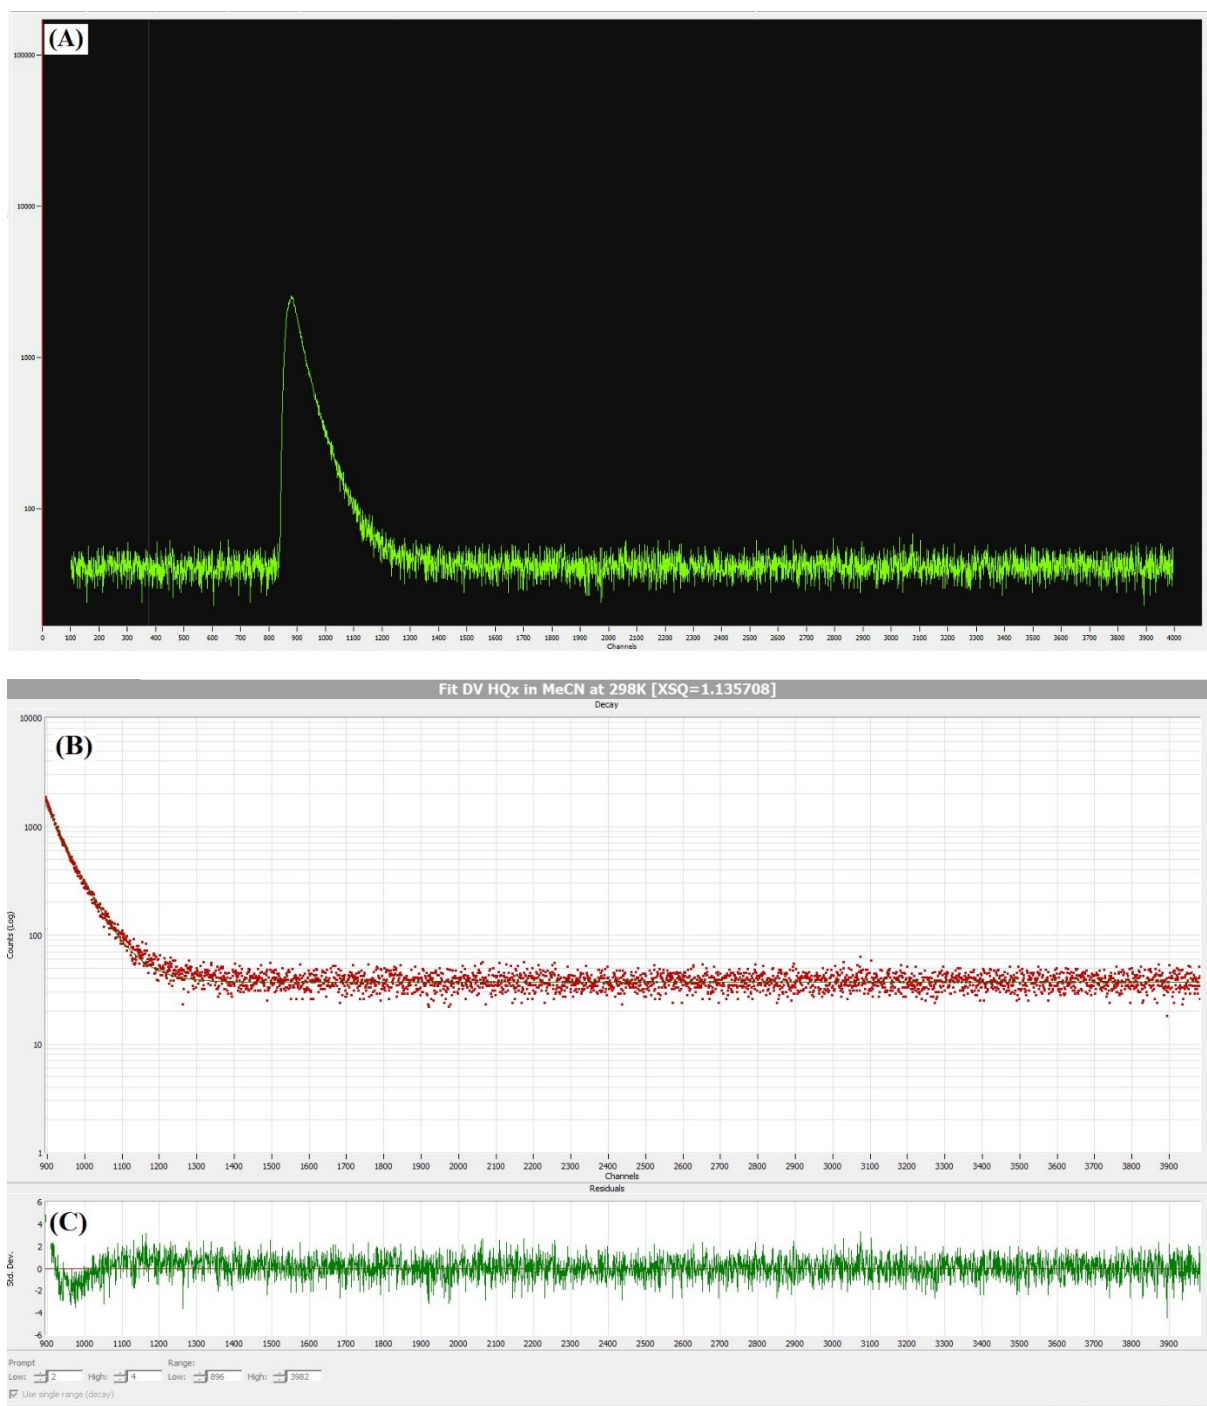 (A)
100000
10000
1000
100
0 100 200 300 400 500 600 700 800 900 1000 1100 1200 1300 1400 1500 1600 1700 1800 1900 2000 2100 2200 2300 2400 2500 2600 2700 2800 2900 3000 3100 3200 3300 3400 3500 3600 3700 3800 3900 4000
Channels
Fit DV HQx in MeCN at 298K [XSQ=1.135708]
Decay
(B)
10000
1000
100
10
1
Counts (Log)
900 1000 1100 1200 1300 1400 1500 1600 1700 1800 1900 2000 2100 2200 2300 2400 2500 2600 2700 2800 2900 3000 3100 3200 3300 3400 3500 3600 3700 3800 3900
Channels
Residuals
(C)
6
4
2
0
-2
-4
-6
Std. Dev.
900 1000 1100 1200 1300 1400 1500 1600 1700 1800 1900 2000 2100 2200 2300 2400 2500 2600 2700 2800 2900 3000 3100 3200 3300 3400 3500 3600 3700 3800 3900
Prompt Range:
Low: 2 High: 4 Low: 896 High: 3982
Use single range (decay)